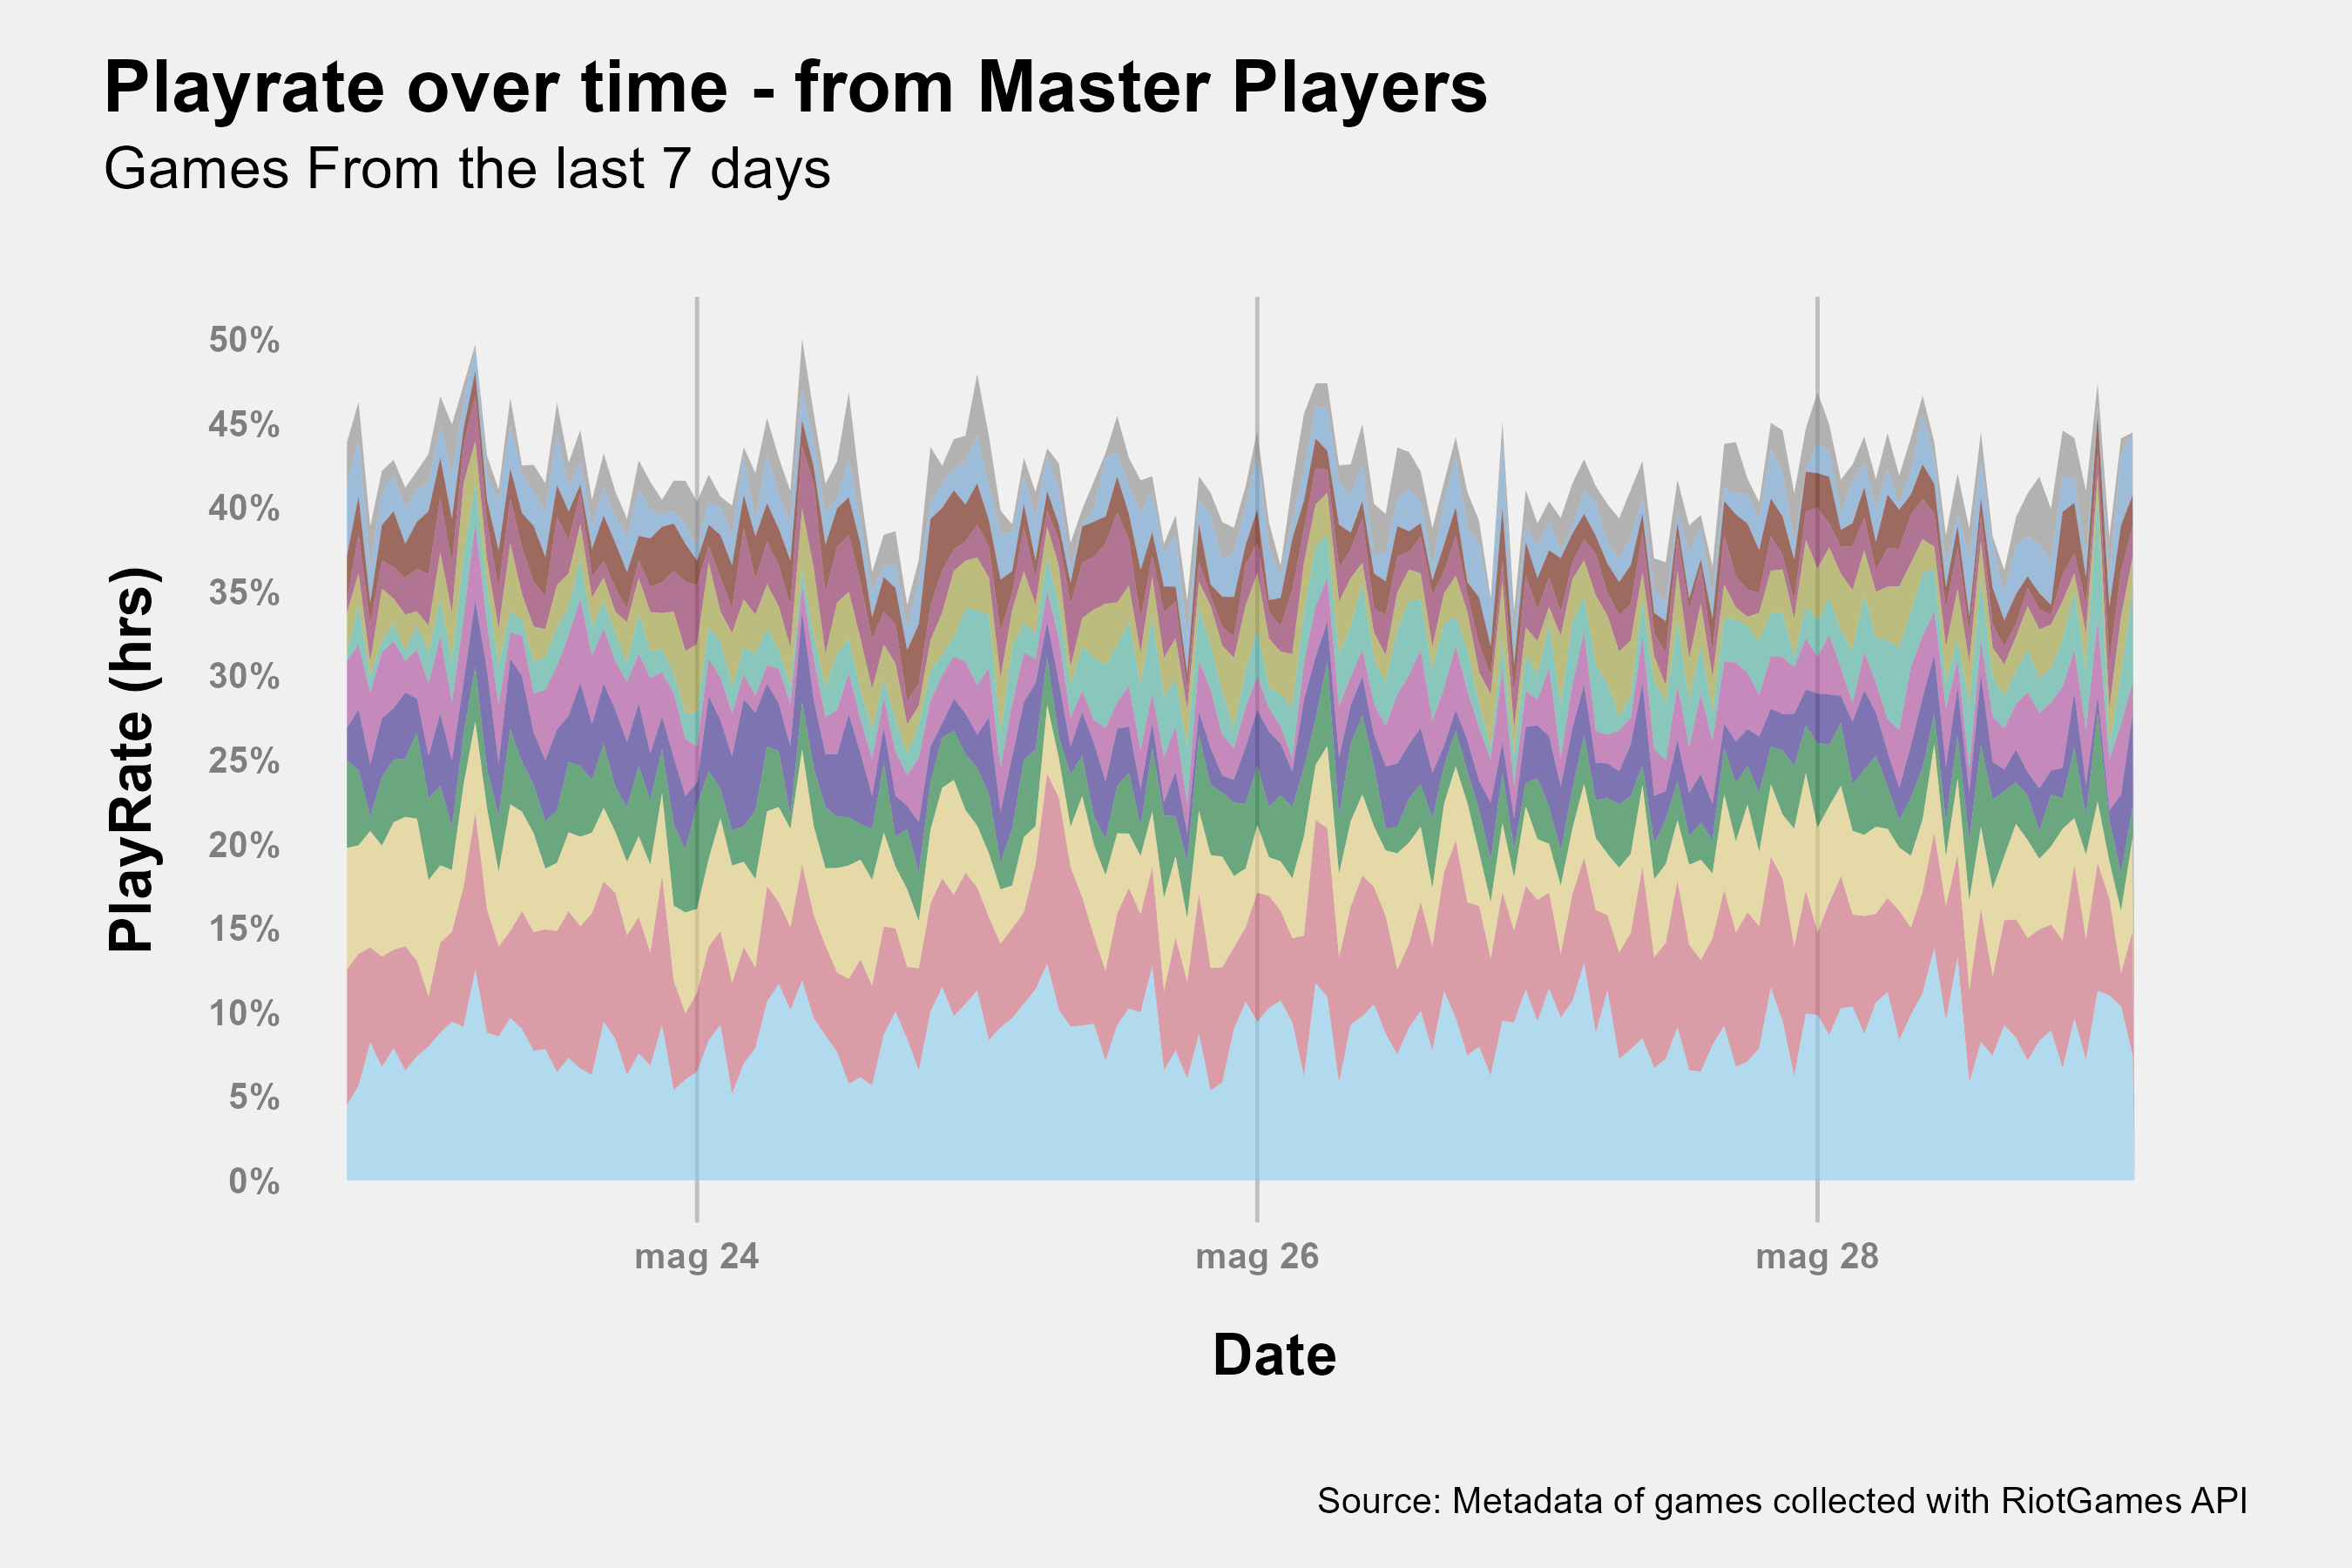 Playrate over time - from Master Players
Games From the last 7 days
PlayRate (hrs)
50%
45%
40%
35%
30%
25%
20%
15%
10%
5%
0%
mag 24
mag 26
mag 28
Date
Source: Metadata of games collected with RiotGames API